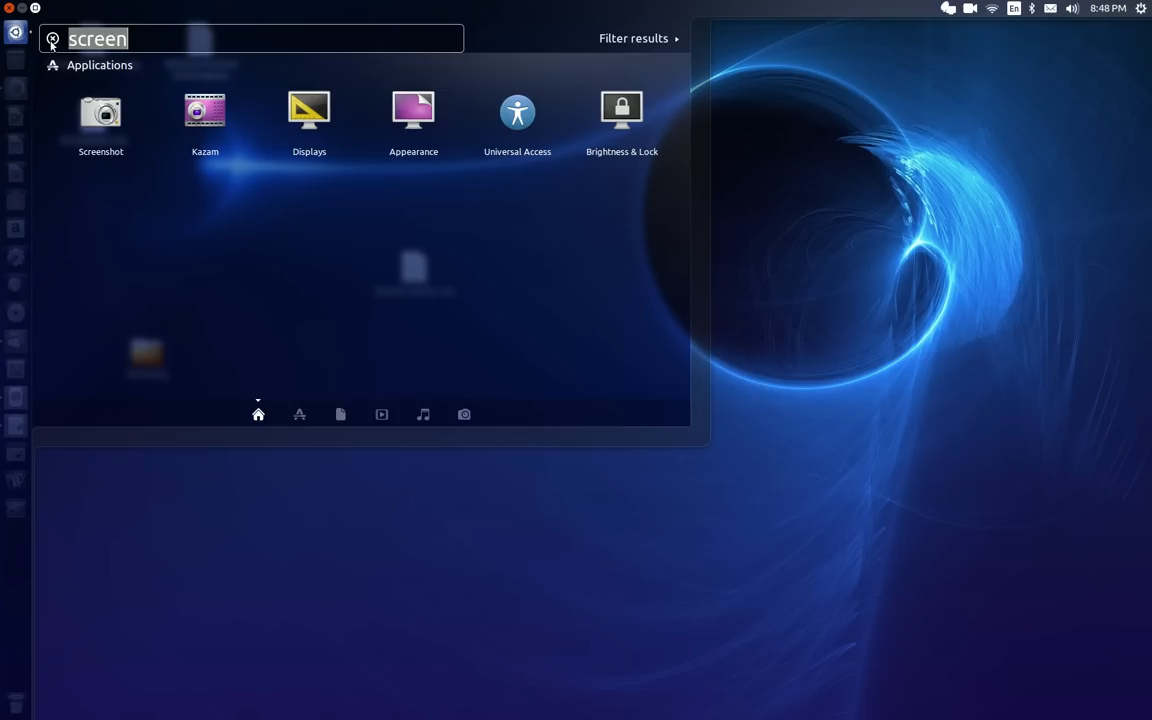 En
8:48 PM
screen
Filter results
Applications
Screenshot
Kazam
Displays
Appearance
Universal Access
Brightness & Lock